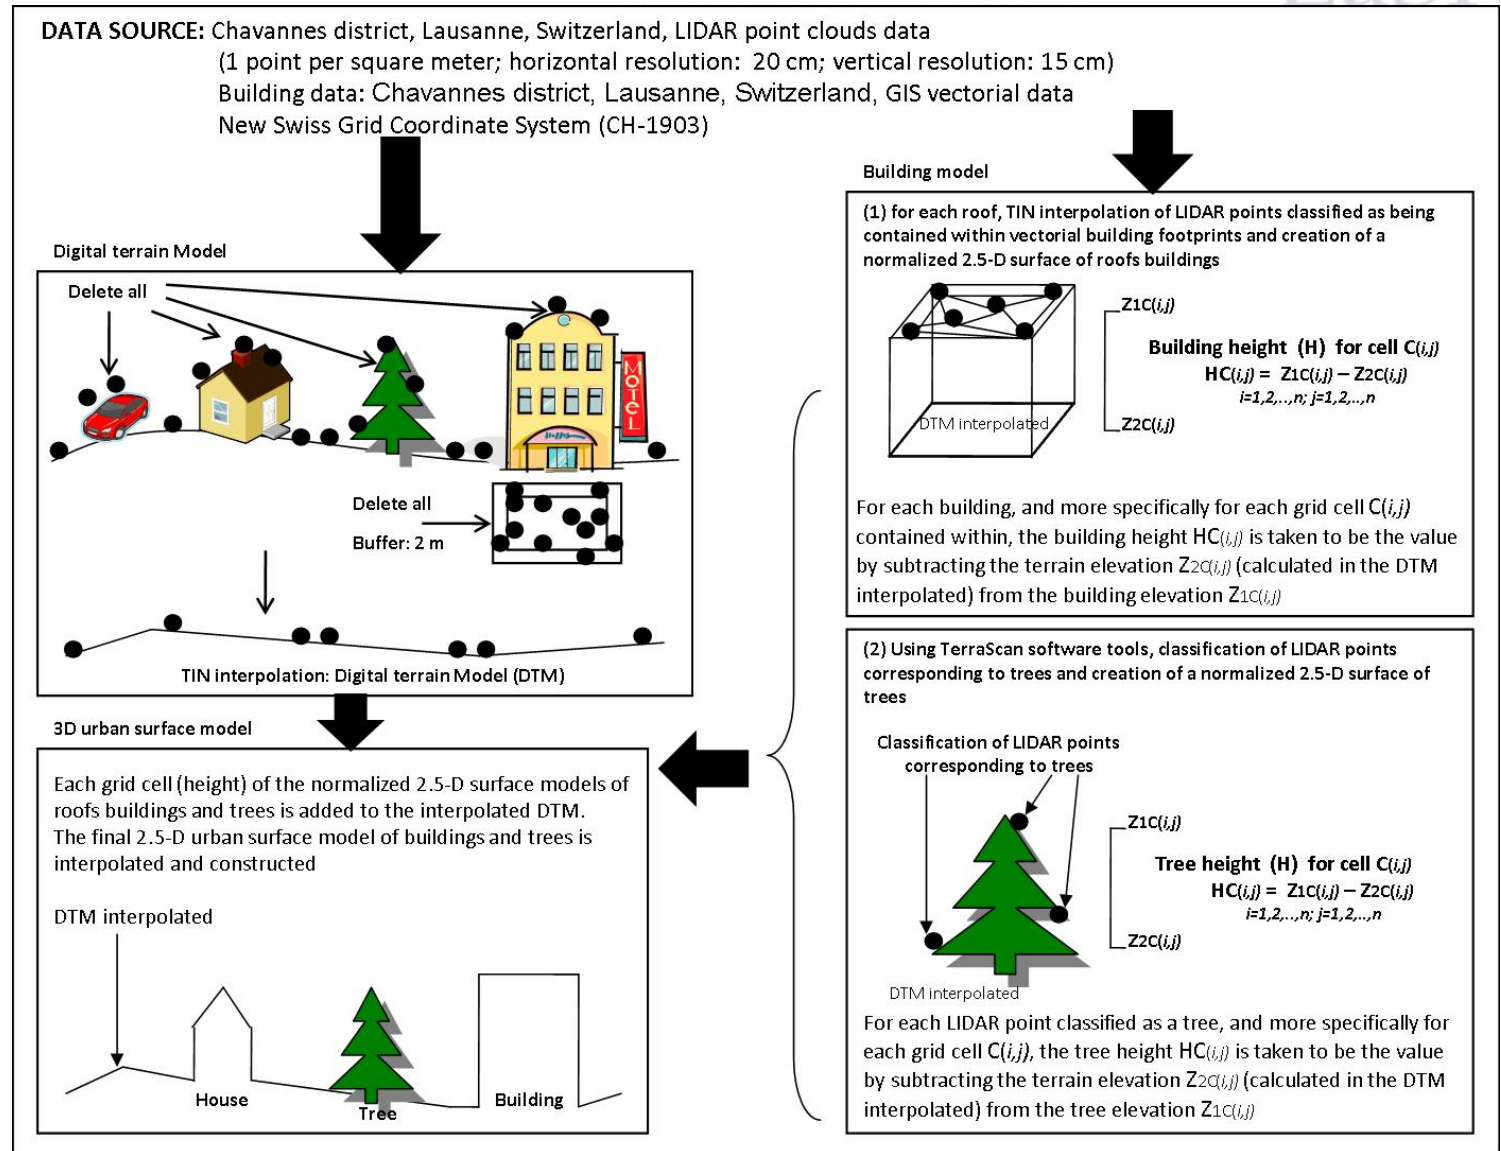 DATA SOURCE: Chavannes district, Lausanne, Switzerland, LIDAR point clouds data
(1 point per square meter; horizontal resolution: 20 cm; vertical resolution: 15 cm)
Building data: Chavannes district, Lausanne, Switzerland, GIS vectorial data
New Swiss Grid Coordinate System (CH-1903)
Digital terrain Model
Delete all
MOTEL
Delete all
Buffer: 2 m
TIN interpolation: Digital terrain Model (DTM)
3D urban surface model
Each grid cell (height) of the normalized 2.5-D surface models of
roofs buildings and trees is added to the interpolated DTM.
The final 2.5-D urban surface model of buildings and trees is
interpolated and constructed
DTM interpolated
House
Tree
Building
Building model
(1) for each roof, TIN interpolation of LIDAR points classified as being
contained within vectorial building footprints and creation of a
normalized 2.5-D surface of roofs buildings
Z1C(i,j)
Building height (H) for cell C(i,j)
HC(i,j) = Z1C(i,j) – Z2C(i,j)
i=1,2,..,n; j=1,2,..,n
DTM interpolated
Z2C(i,j)
For each building, and more specifically for each grid cell C(i,j)
contained within, the building height HC(i,j) is taken to be the value
by subtracting the terrain elevation Z2C(i,j) (calculated in the DTM
interpolated) from the building elevation Z1C(i,j)
(2) Using TerraScan software tools, classification of LIDAR points
corresponding to trees and creation of a normalized 2.5-D surface of
trees
Classification of LIDAR points
corresponding to trees
Z1C(i,j)
Tree height (H) for cell C(i,j)
HC(i,j) = Z1C(i,j) – Z2C(i,j)
i=1,2,..,n; j=1,2,..,n
Z2C(i,j)
DTM interpolated
For each LIDAR point classified as a tree, and more specifically for
each grid cell C(i,j), the tree height HC(i,j) is taken to be the value
by subtracting the terrain elevation Z2C(i,j) (calculated in the DTM
interpolated) from the tree elevation Z1C(i,j)